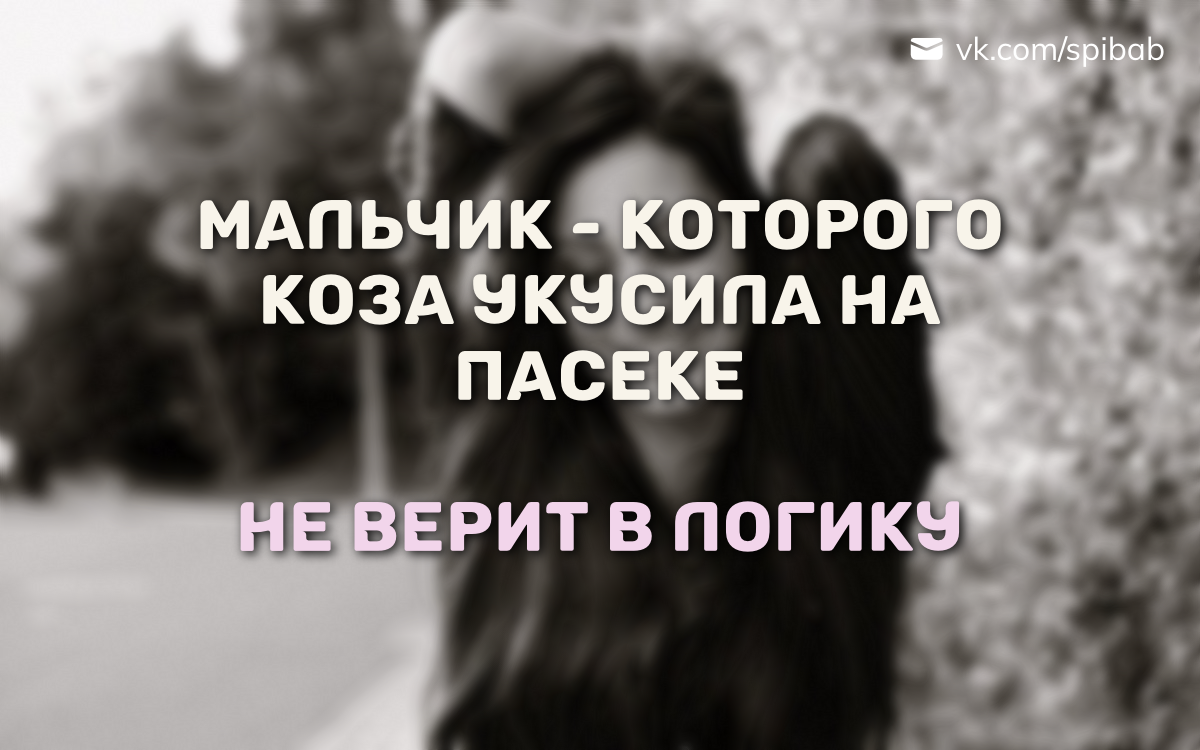 vk.com/spibab
МАЛЬЧИК - КОТОРОГО
КОЗА УКУСИЛА НА
ПАСЕКЕ
НЕ ВЕРИТ В ЛОГИКУ